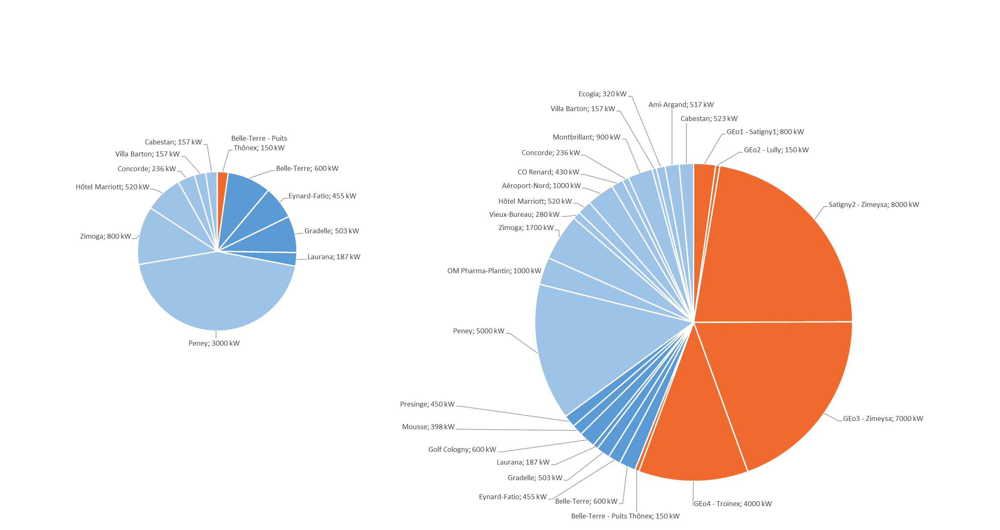 Cabestan; 157 kW
Villa Barton; 157 kW
Concorde; 236 kW
Hôtel Marriott; 520 kW
Zimoga; 800 kW
Belle-Terre - Puits
Thônex; 150 kW
Belle-Terre; 600 kW
Eynard-Fatio; 455 kW
Gradelle; 503 kW
Laurana; 187 kW
Peney; 3000 kW
Ecogia; 320 kW
Villa Barton; 157 kW
Montbrillant; 900 kW
Concorde; 236 kW
CO Renard; 430 kW
Aéroport-Nord; 1000 kW
Hôtel Marriott; 520 kW
Vieux-Bureau; 280 kW
Zimoga; 1700 kW
OM Pharma-Plantin; 1000 kW
Peney; 5000 kW
Presinge; 450 kW
Mousse; 398 kW
Golf Cologny; 600 kW
Laurana; 187 kW
Gradelle; 503 kW
Eynard-Fatio; 455 kW
Belle-Terre; 600 kW
Belle-Terre - Puits Thônex; 150 kW
Ami-Argand; 517 kW
Cabestan; 523 kW
GEo1 - Satigny1; 800 kW
GEo2 - Lully; 150 kW
Satigny2 - Zimeysa; 8000 kW
GEo3 - Zimeysa; 7000 kW
GEo4 - Troinex; 4000 kW